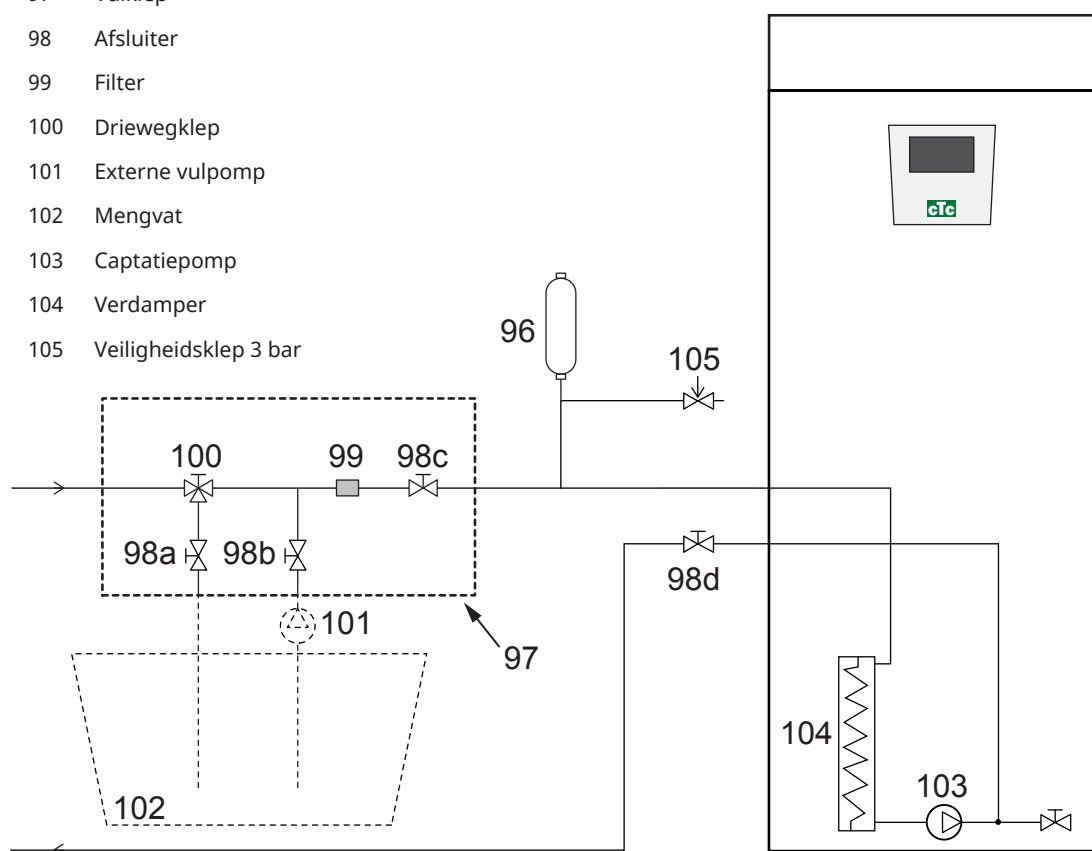 98 Afsluiter
99 Filter
100 Driewegklep
101 Externe vulpomp
102 Mengvat
103 Captatiepomp
104 Verdamper
105 Veiligheidsklep 3 bar
cTc
96
105
100
99
98c
98a
98b
98d
101
97
104
103
102